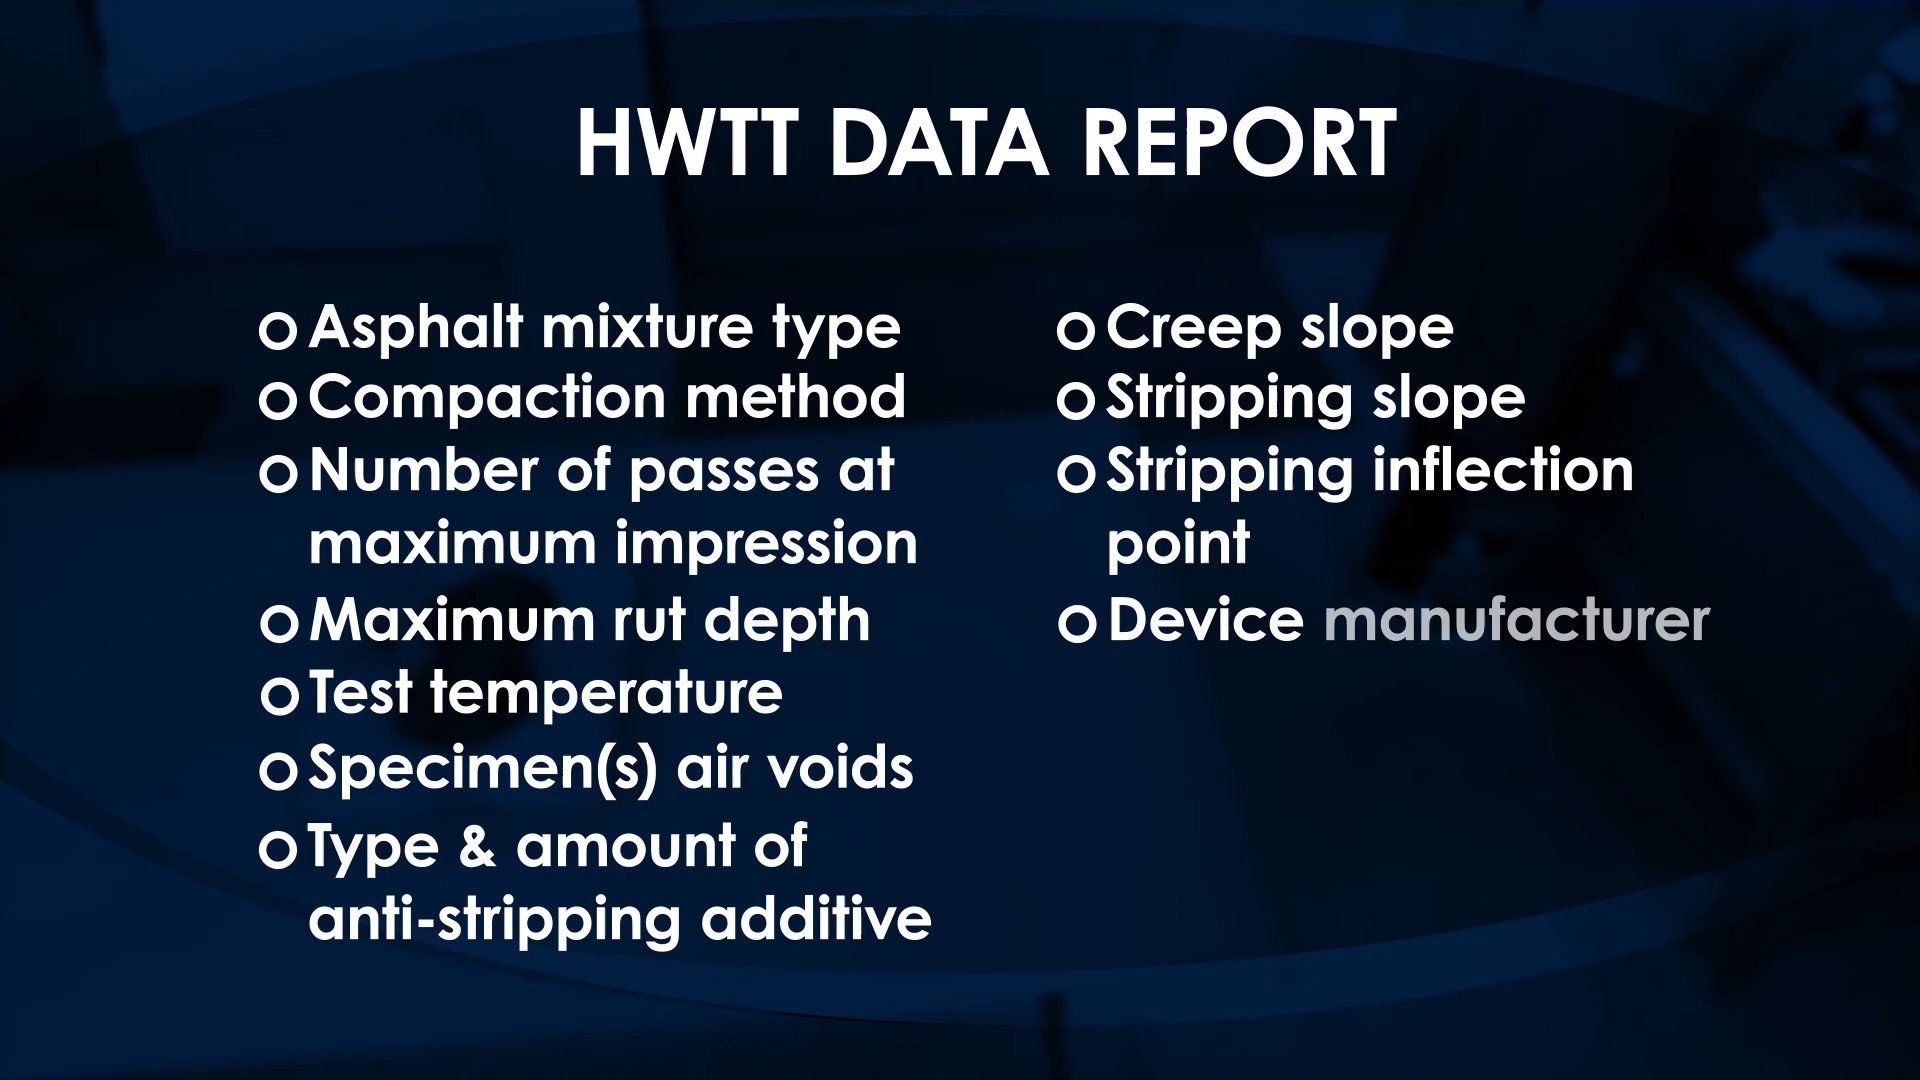 HWTT DATA REPORT
o Asphalt mixture type
o Compaction method
o Number of passes at
maximum impression
o Maximum rut depth
o Test temperature
o Specimen(s) air voids
o Type & amount of
anti-stripping additive
o Creep slope
o Stripping slope
o Stripping inflection
point
o Device manufacturer